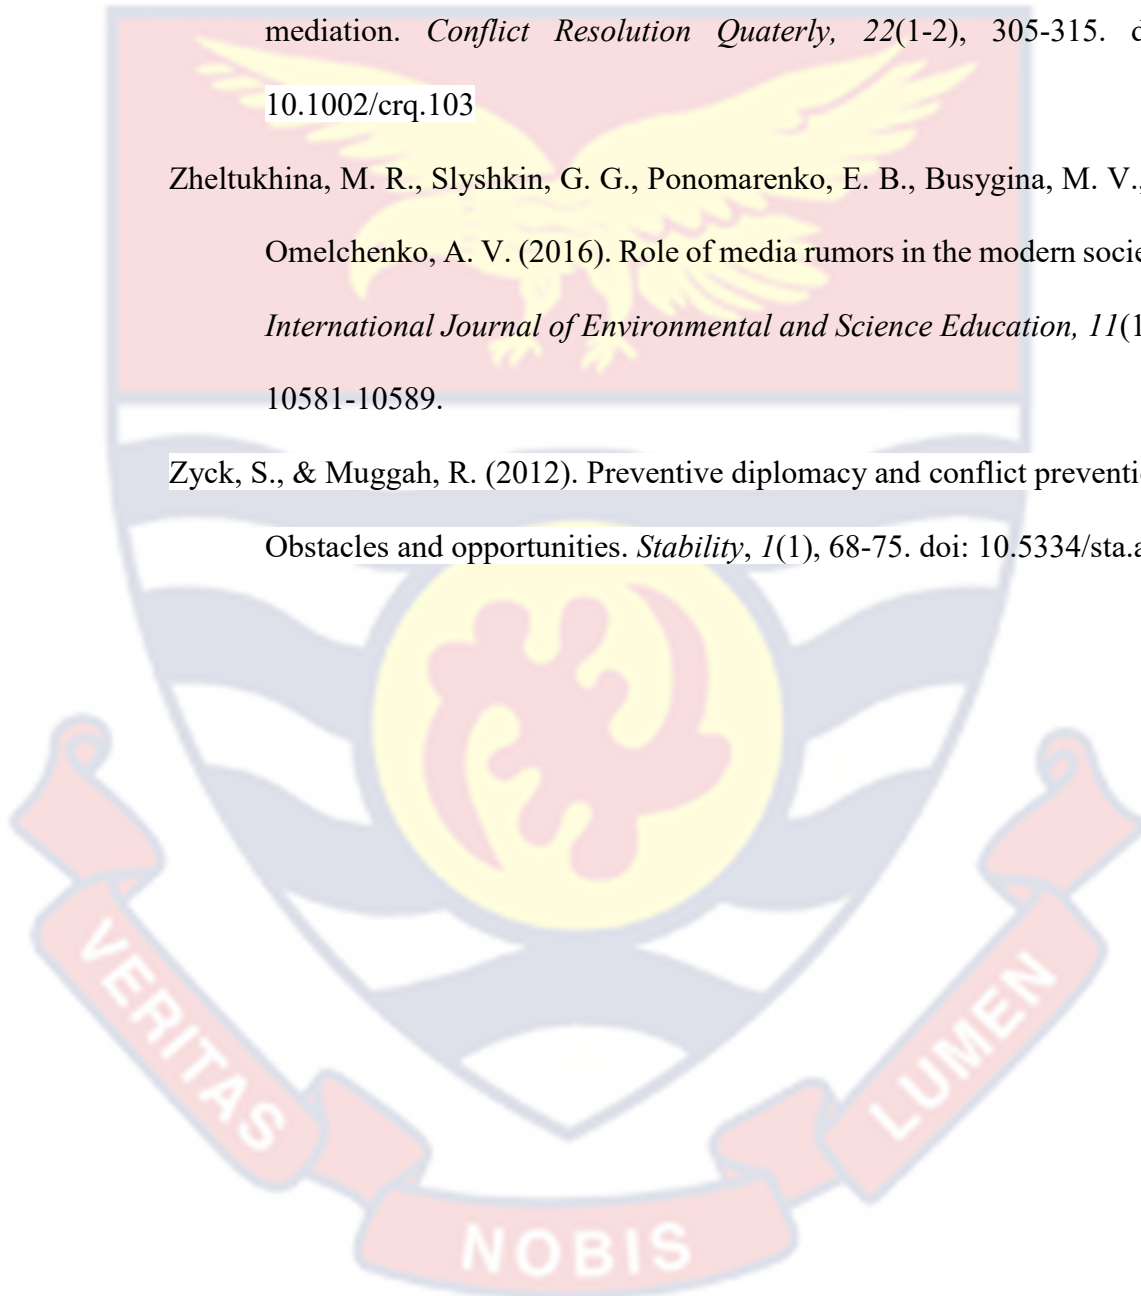 mediation. Conflict Resolution Quaterly, 22(1-2), 305-315. d
10.1002/crq.103
Zheltukhina, M. R., Slyshkin, G. G., Ponomarenko, E. B., Busygina, M. V.,
Omelchenko, A. V. (2016). Role of media rumors in the modern socie
International Journal of Environmental and Science Education, 11(1
10581-10589.
Zyck, S., & Muggah, R. (2012). Preventive diplomacy and conflict preventi
Obstacles and opportunities. Stability, 1(1), 68-75. doi: 10.5334/sta.a
VERITAS
NOBIS
LUMEN